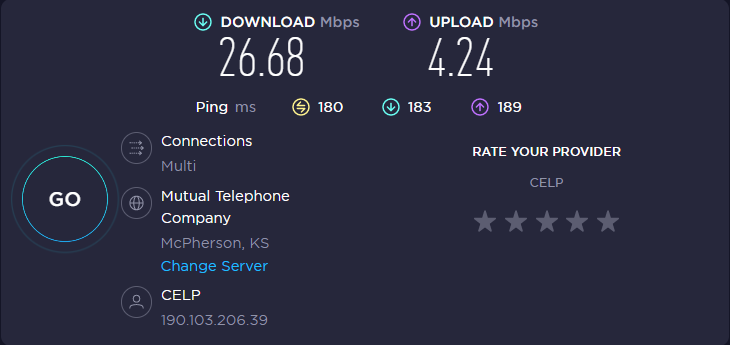 DOWNLOAD Mbps UPLOAD Mbps
26.68 4.24
Ping ms 180 183 189
Connections
Multi
RATE YOUR PROVIDER
CELP
GO
Mutual Telephone
Company
McPherson, KS
Change Server
CELP
190.103.206.39